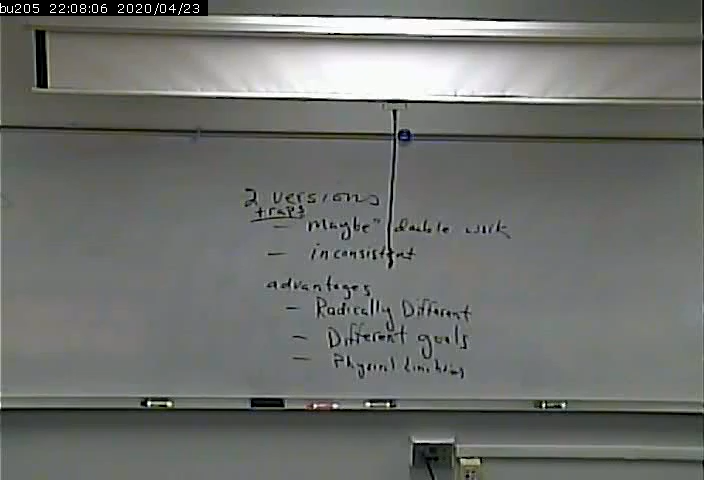 bu205 22:08:06 2020/04/23
2 versions
traps
- Maybe" double work
- inconsistent
advantages
- Radically Different
- Different goals
- Physical